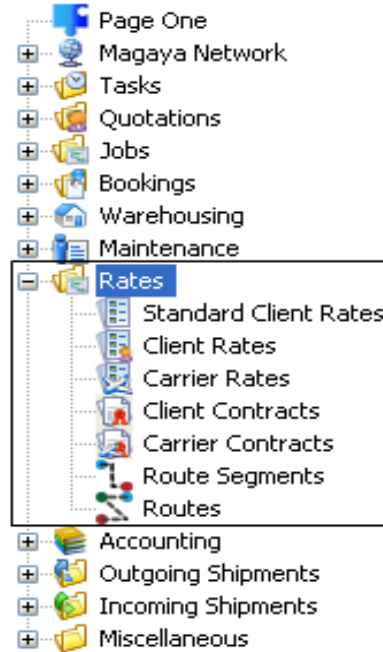 Page One
Magaya Network
Tasks
Quotations
Jobs
Bookings
Warehousing
Maintenance
Rates
Standard Client Rates
Client Rates
Carrier Rates
Client Contracts
Carrier Contracts
Route Segments
Routes
Accounting
Outgoing Shipments
Incoming Shipments
Miscellaneous